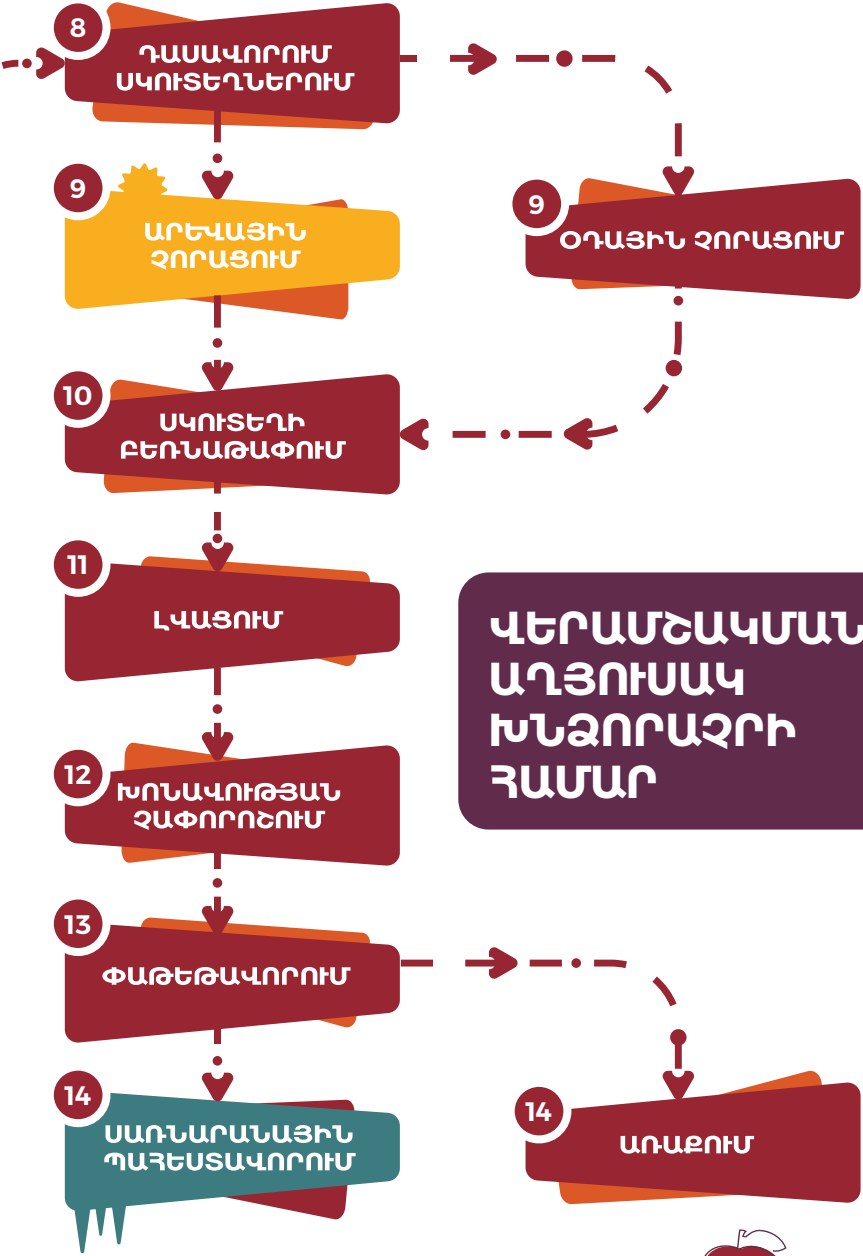 8
ԴԱՍԱՎՈՐՈՒՄ
ՍԿՈՒՏԵՂՆԵՐՈՒՄ
9
ԱՐԵՎԱՅԻՆ
ՉՈՐԱՑՈՒՄ
9
ՕԴԱՅԻՆ ՉՈՐԱՑՈՒՄ
10
ՍԿՈՒՏԵՂԻ
ԲԵՌՆԱԹԱՓՈՒՄ
11
ԼՎԱՑՈՒՄ
ՎԵՐԱՄՇԱԿՄԱՆ
ԱՂՅՈՒՍԱԿ
ԽՆՁՈՐԱՉՐԻ
ՀԱՄԱՐ
12
ԽՈՆԱՎՈՒԹՅԱՆ
ՉԱՓՈՐՈՇՈՒՄ
13
ՓԱԹԵԹԱՎՈՐՈՒՄ
14
ՍԱՌՆԱՐԱՆԱՅԻՆ
ՊԱՀԵՍՏԱՎՈՐՈՒՄ
14
ԱՌԱՔՈՒՄ